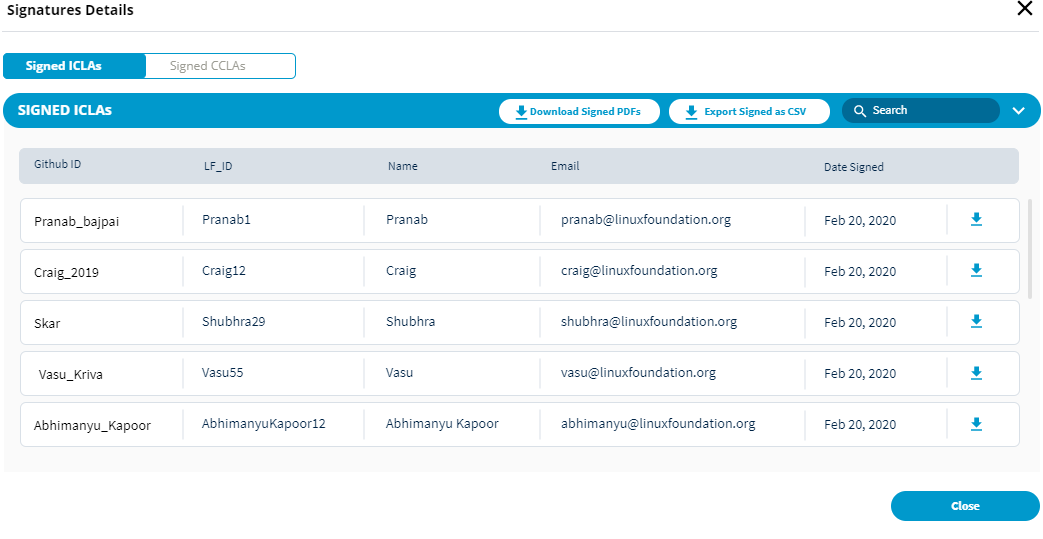 Signatures Details
Signed ICLAs Signed CCLAs
SIGNED ICLAs Download Signed PDFs Export Signed as CSV Search
Github ID LF_ID Name Email Date Signed
Pranab_bajpai Pranab1 Pranab pranab@linuxfoundation.org Feb 20, 2020
Craig_2019 Craig12 Craig craig@linuxfoundation.org Feb 20, 2020
Skar Shubhra29 Shubhra shubhra@linuxfoundation.org Feb 20, 2020
Vasu_Kriva Vasu55 Vasu vasu@linuxfoundation.org Feb 20, 2020
Abhimanyu_Kapoor AbhimanyuKapoor12 Abhimanyu Kapoor abhimanyu@linuxfoundation.org Feb 20, 2020
Close